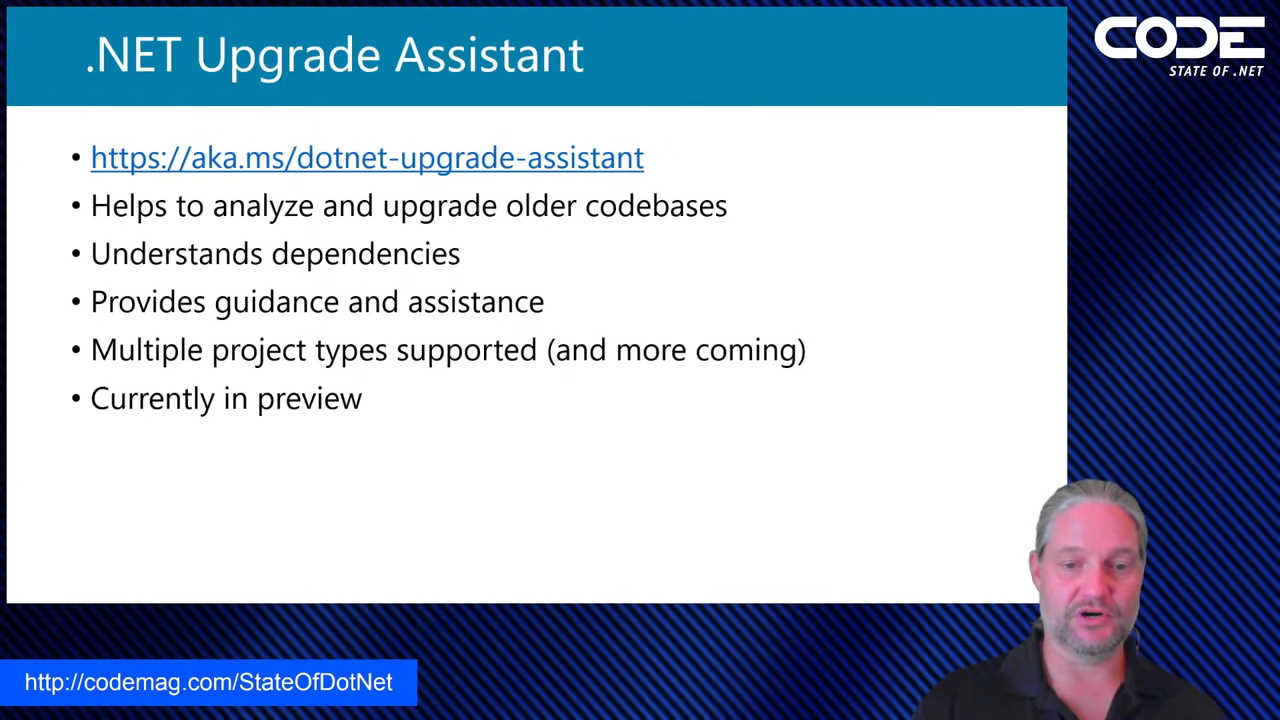 .NET Upgrade Assistant
CODE
STATE OF .NET
• https://aka.ms/dotnet-upgrade-assistant
• Helps to analyze and upgrade older codebases
• Understands dependencies
• Provides guidance and assistance
• Multiple project types supported (and more coming)
• Currently in preview
http://codemag.com/StateOfDotNet